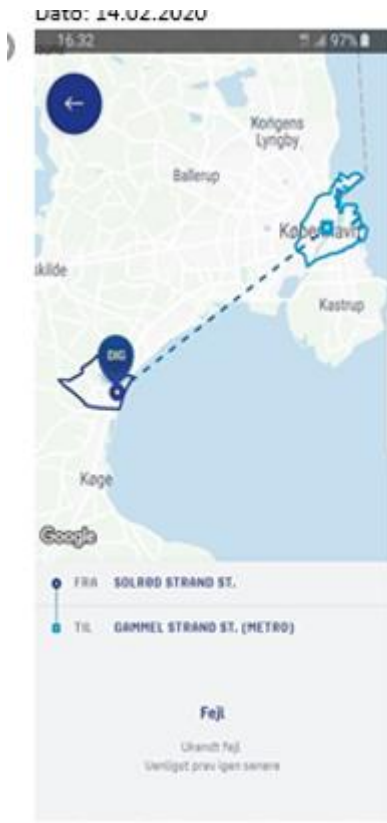 Dato: 14.02.2020
16.32 97%
Kongens
Lyngby
Ballerup
København
skilde
Kastrup
DIG
Køge
Google
FRA SOLRØD STRAND ST.
TIL GAMMEL STRAND ST. (METRO)
Fejl
Ukendt fejl
Venligst prøv igen senere